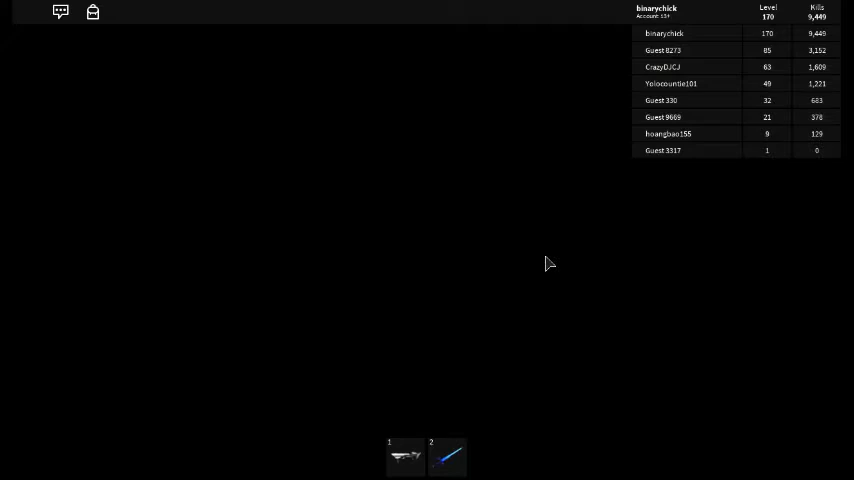 binarychick Level Kills
Account: 13+ 170 9,449
binarychick 170 9,449
Guest 8273 85 3,152
CrazyDJCJ 63 1,609
Yolocountie101 49 1,221
Guest 330 32 683
Guest 9669 21 378
hoangbao155 9 129
Guest 3317 1 0
1 2